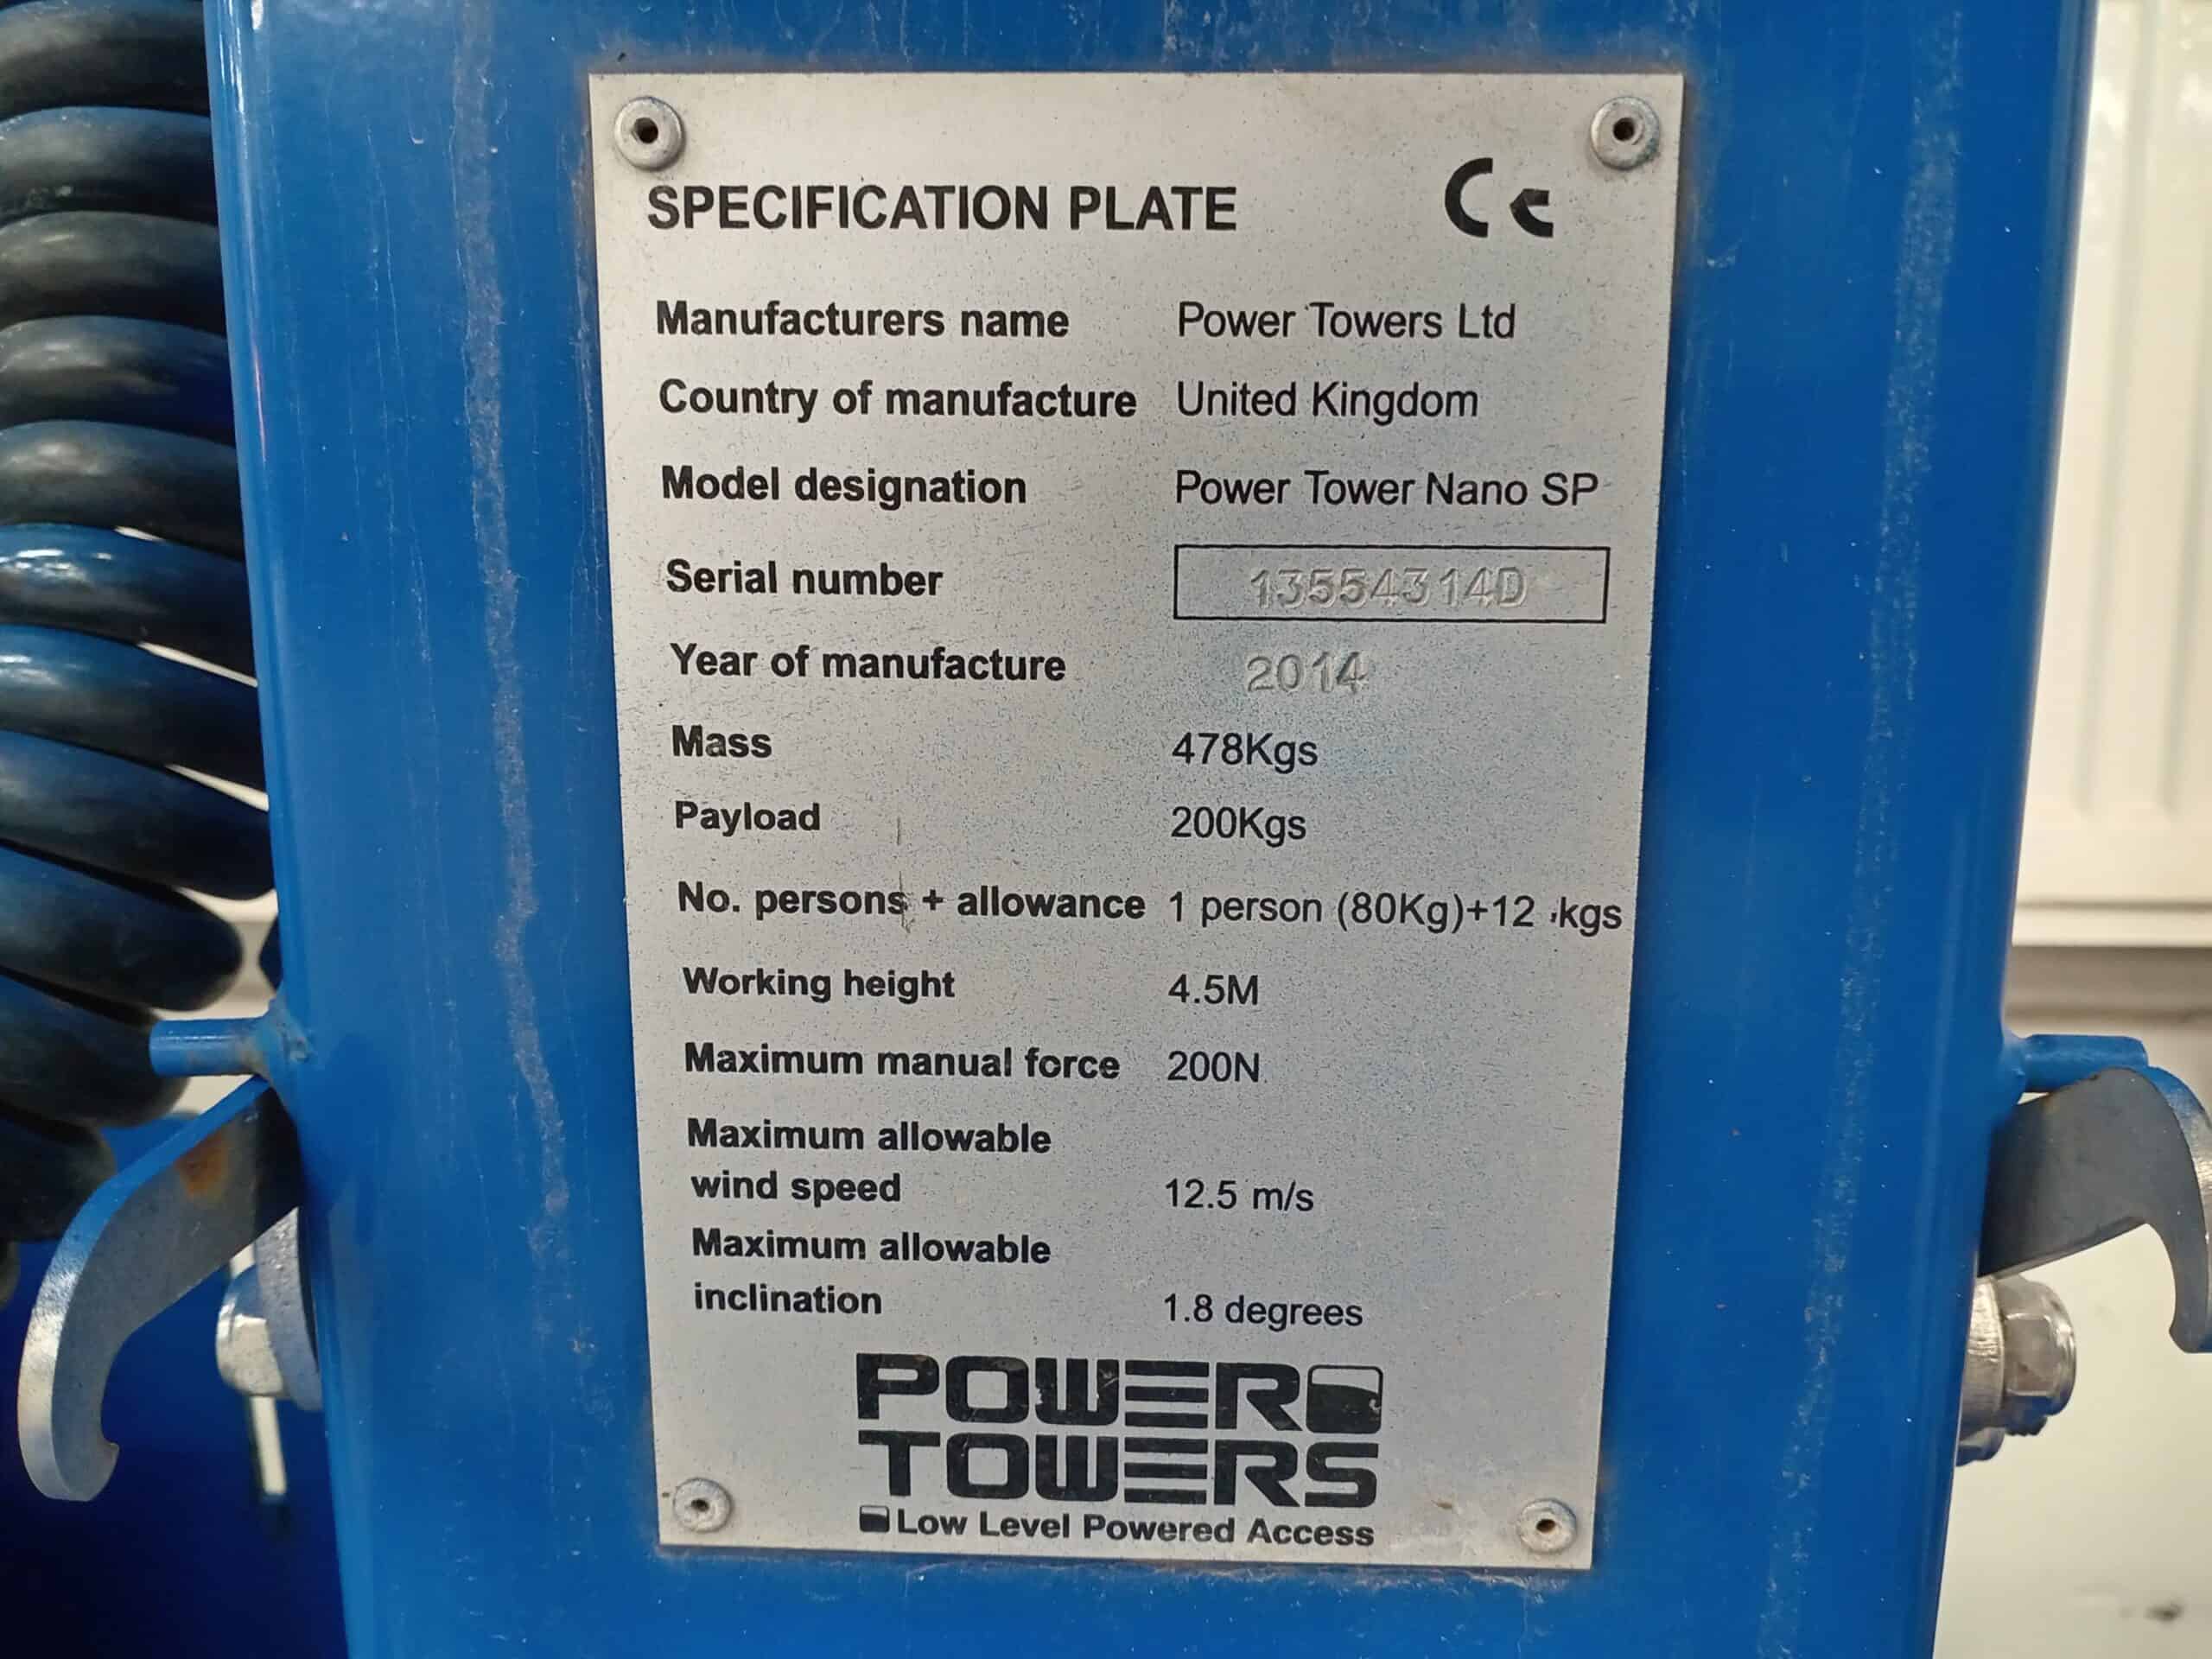 SPECIFICATION PLATE CE
Manufacturers name Power Towers Ltd
Country of manufacture United Kingdom
Model designation Power Tower Nano SP
Serial number 13554314D
Year of manufacture 2014
Mass 478Kgs
Payload 200Kgs
No. persons + allowance 1 person (80Kg)+12 kgs
Working height 4.5M
Maximum manual force 200N
Maximum allowable
wind speed 12.5 m/s
Maximum allowable
inclination 1.8 degrees
POWER
TOWERS
Low Level Powered Access